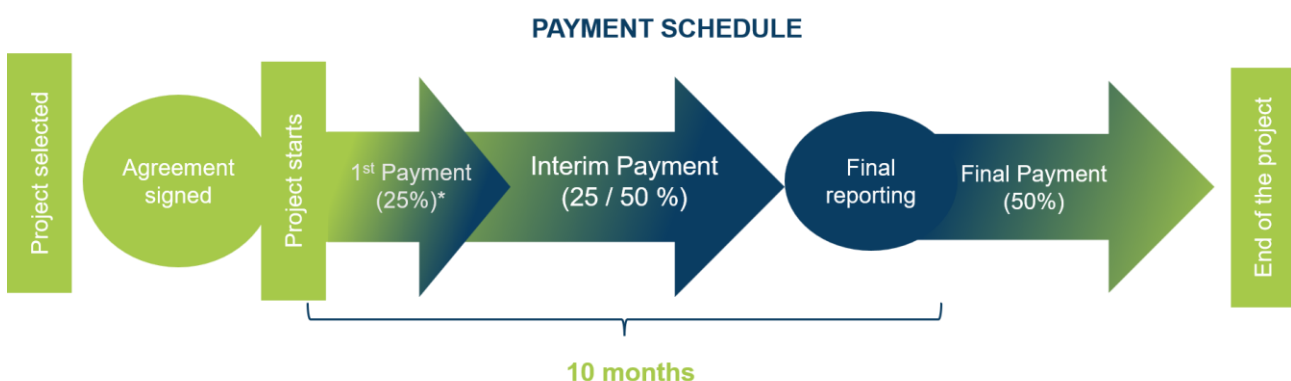 PAYMENT SCHEDULE
Project selected
Agreement
signed
Project starts
1st Payment
(25%)*
Interim Payment
(25 / 50 %)
Final
reporting
Final Payment
(50%)
End of the project
10 months